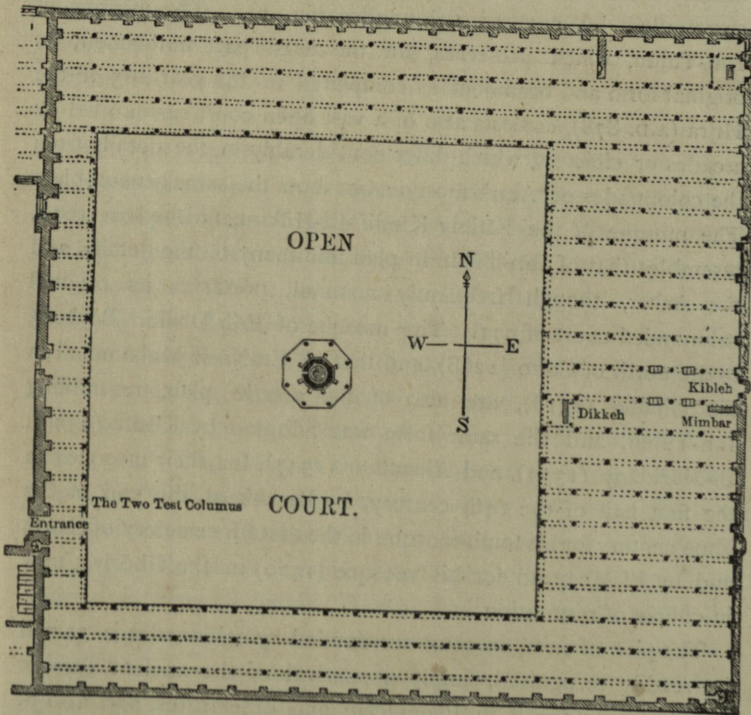 OPEN
N
W
E
S
Kibleh
Dikkeh
Mimbar
The Two Test Columus
COURT.
Entrance